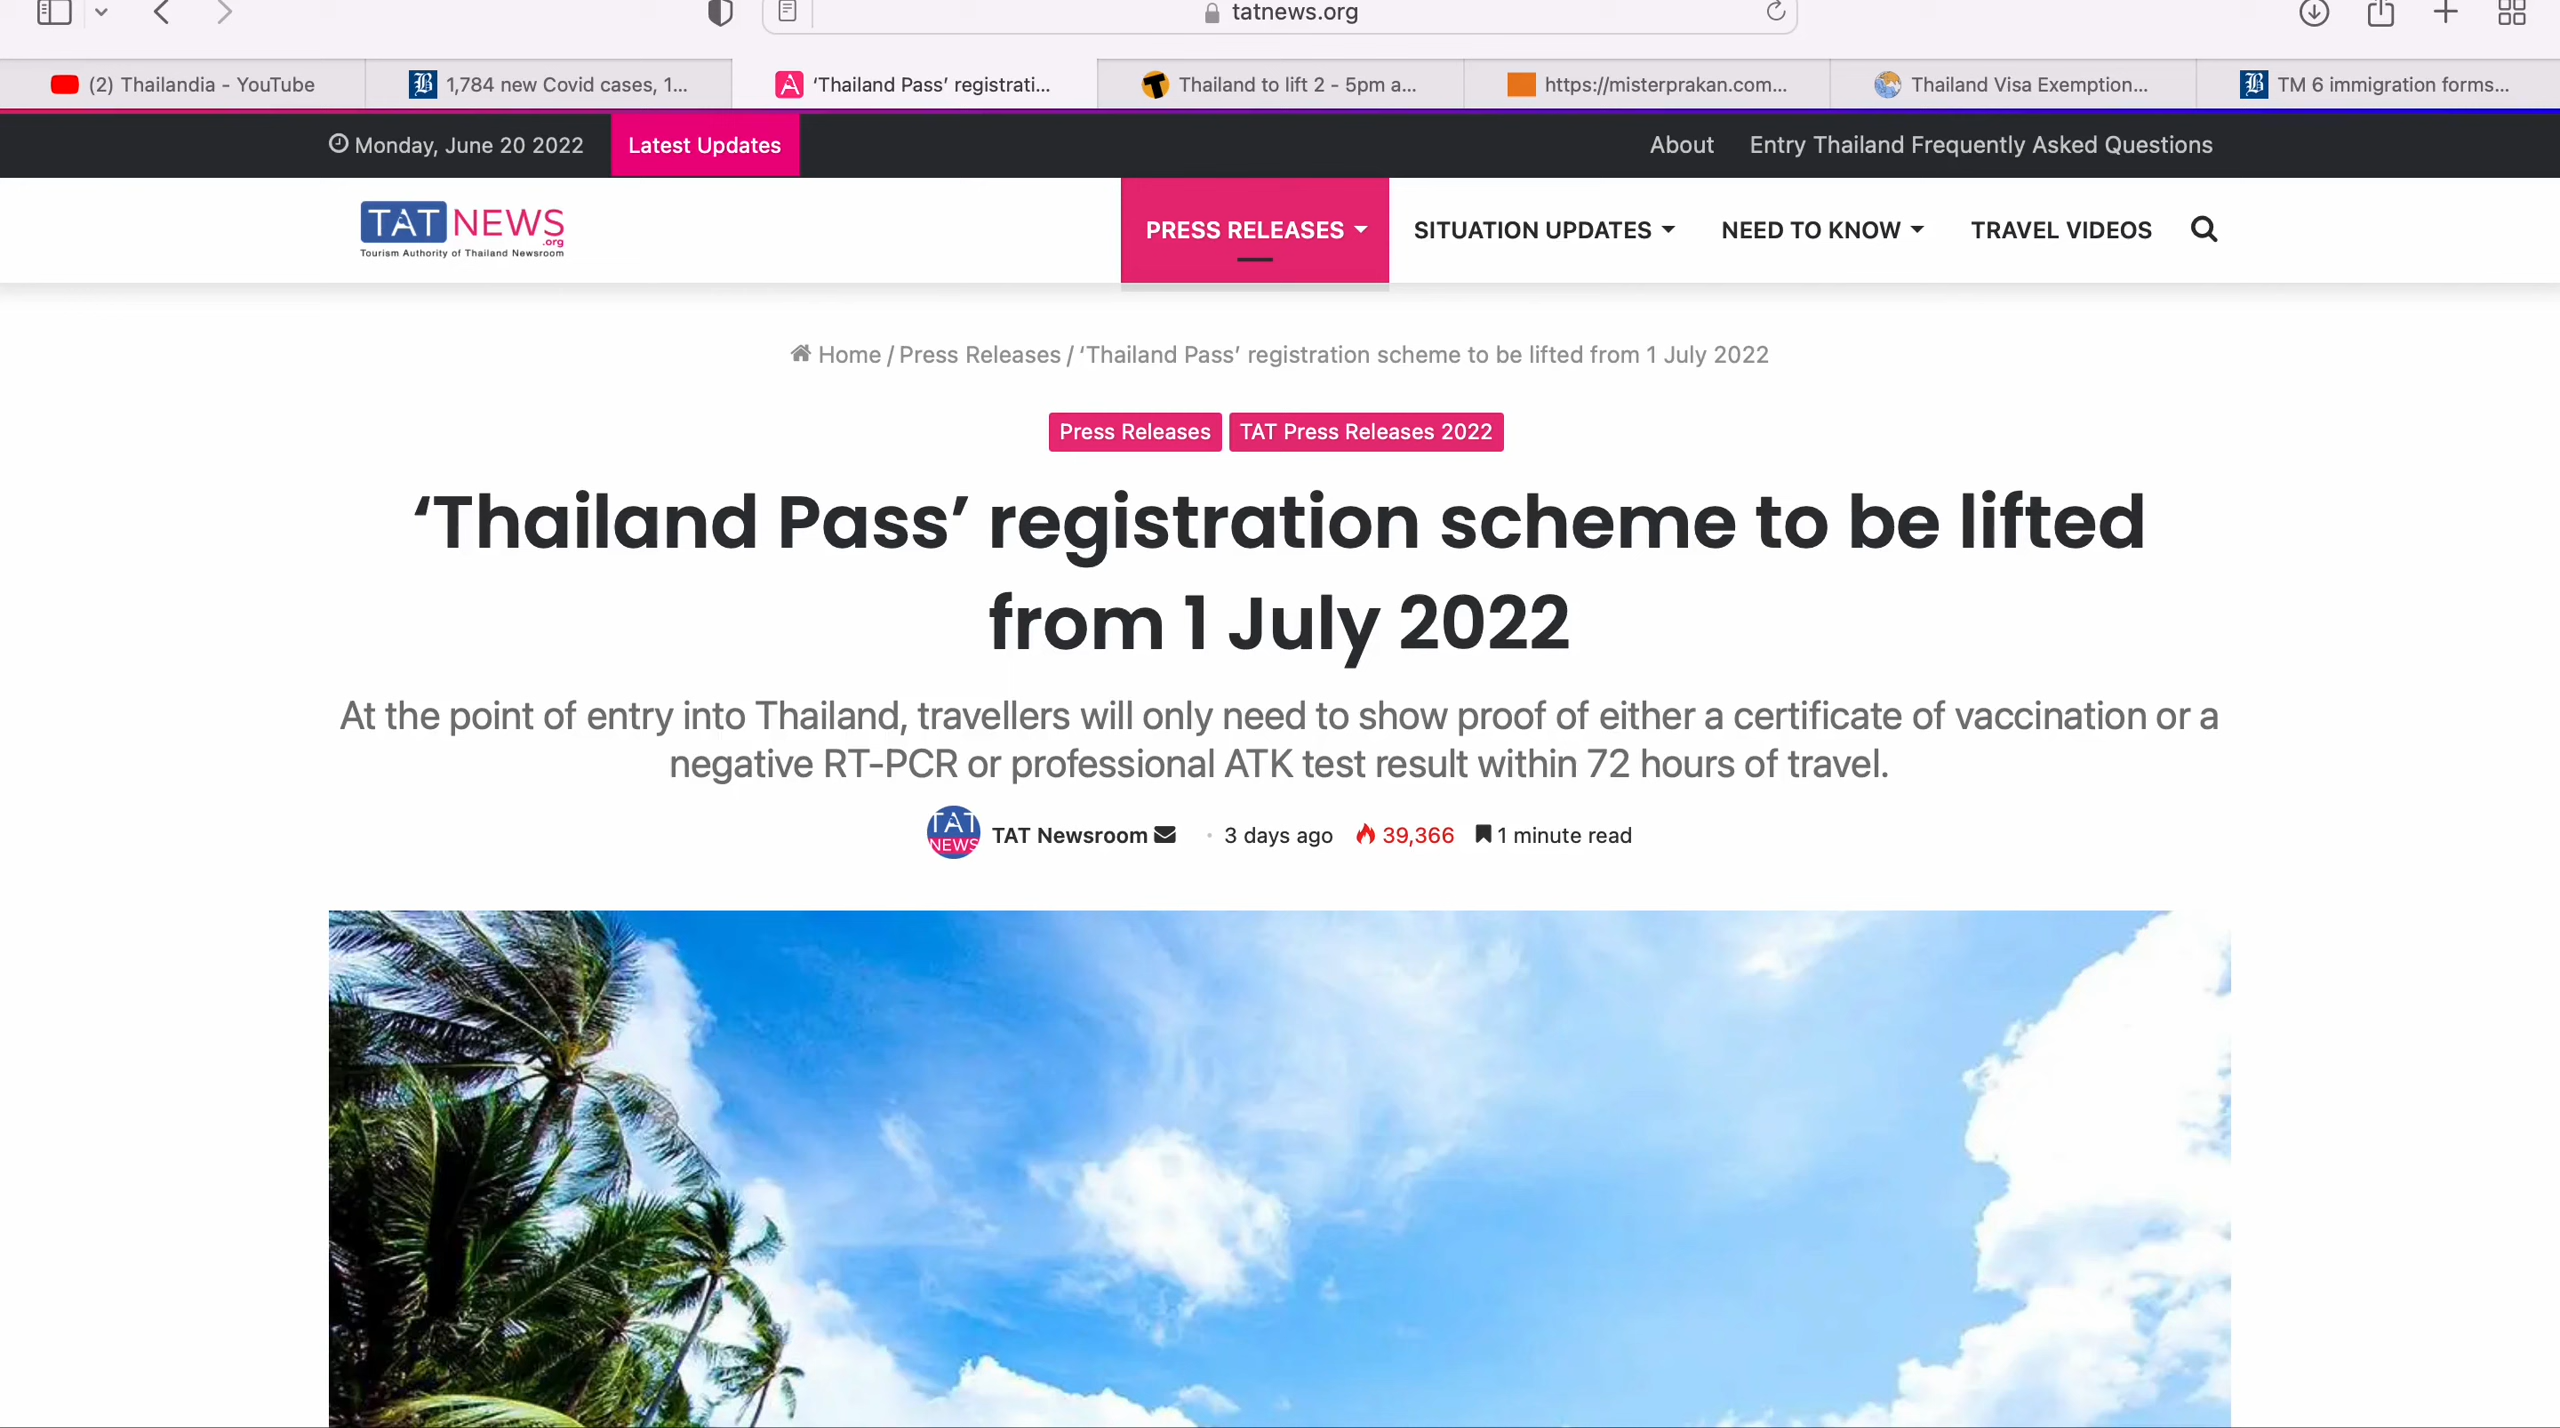 tatnews.org
(2) Thailandia - YouTube
1,784 new Covid cases, 1...
‘Thailand Pass’ registrati...
Thailand to lift 2 - 5pm a...
https://misterprakan.com...
Thailand Visa Exemption...
TM 6 immigration forms...
Monday, June 20 2022
Latest Updates
About
Entry Thailand Frequently Asked Questions
TAT NEWS
.org
Tourism Authority of Thailand Newsroom
PRESS RELEASES
SITUATION UPDATES
NEED TO KNOW
TRAVEL VIDEOS
Home / Press Releases / ‘Thailand Pass’ registration scheme to be lifted from 1 July 2022
Press Releases
TAT Press Releases 2022
‘Thailand Pass’ registration scheme to be lifted
from 1 July 2022
At the point of entry into Thailand, travellers will only need to show proof of either a certificate of vaccination or a
negative RT-PCR or professional ATK test result within 72 hours of travel.
TAT
NEWS
TAT Newsroom
3 days ago
39,366
1 minute read